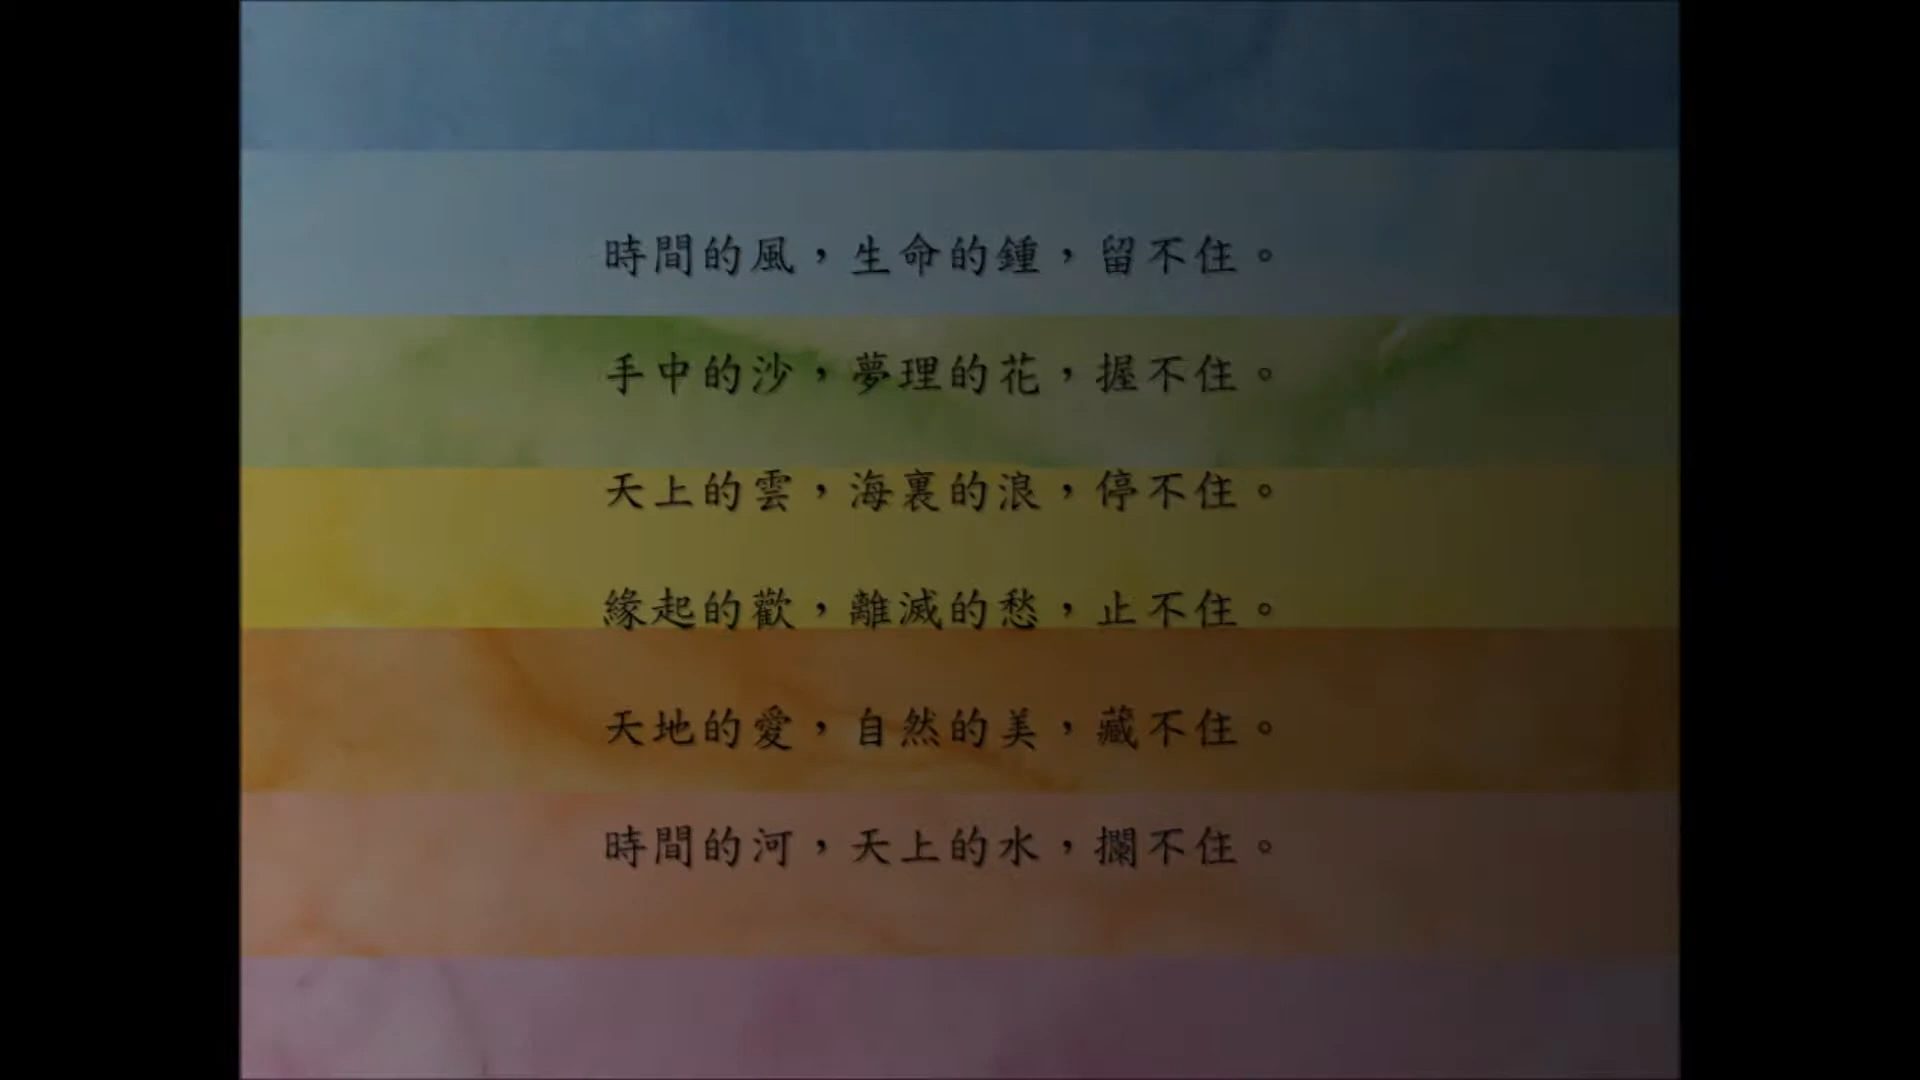 時間的風，生命的鍾，留不住。
手中的沙，夢理的花，握不住。
天上的雲，海裏的浪，停不住。
緣起的歡，離滅的愁，止不住。
天地的愛，自然的美，藏不住。
時間的河，天上的水，攔不住。